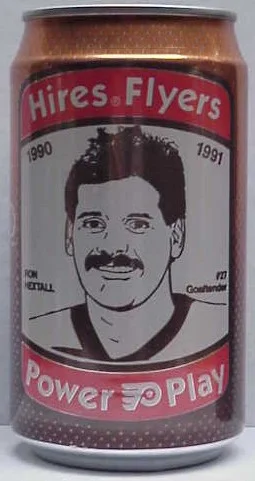 Hires® Flyers
1990 1991
RON #27
HEXTALL Goaltender
Power Play